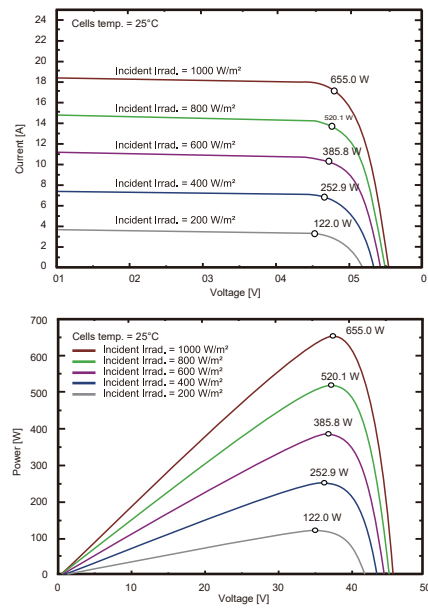 24
Cells temp. = 25°C
22
20
Incident Irrad. = 1000 W/m²
655.0 W
18
16
Incident Irrad. = 800 W/m²
520.1 W
14
12
Incident Irrad. = 600 W/m²
385.8 W
10
8
Incident Irrad. = 400 W/m²
252.9 W
6
4
Incident Irrad. = 200 W/m²
122.0 W
2
0
Current [A]
01 02 03 04 05 0
Voltage [V]
700
Cells temp. = 25°C
655.0 W
Incident Irrad. = 1000 W/m²
Incident Irrad. = 800 W/m²
600
Incident Irrad. = 600 W/m²
Incident Irrad. = 400 W/m²
Incident Irrad. = 200 W/m²
520.1 W
500
385.8 W
400
300
252.9 W
200
122.0 W
100
0
Power [W]
0 10 20 30 40 50
Voltage [V]